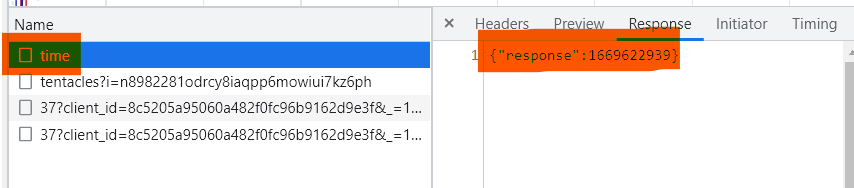 Name
time
tentacles?i=n8982281odrcy8iaqpp6mowiui7kz6ph
37?client_id=8c5205a95060a482f0fc96b9162d9e3f&_=1...
37?client_id=8c5205a95060a482f0fc96b9162d9e3f&_=1...
× Headers Preview Response Initiator Timing
1 {"response":1669622939}